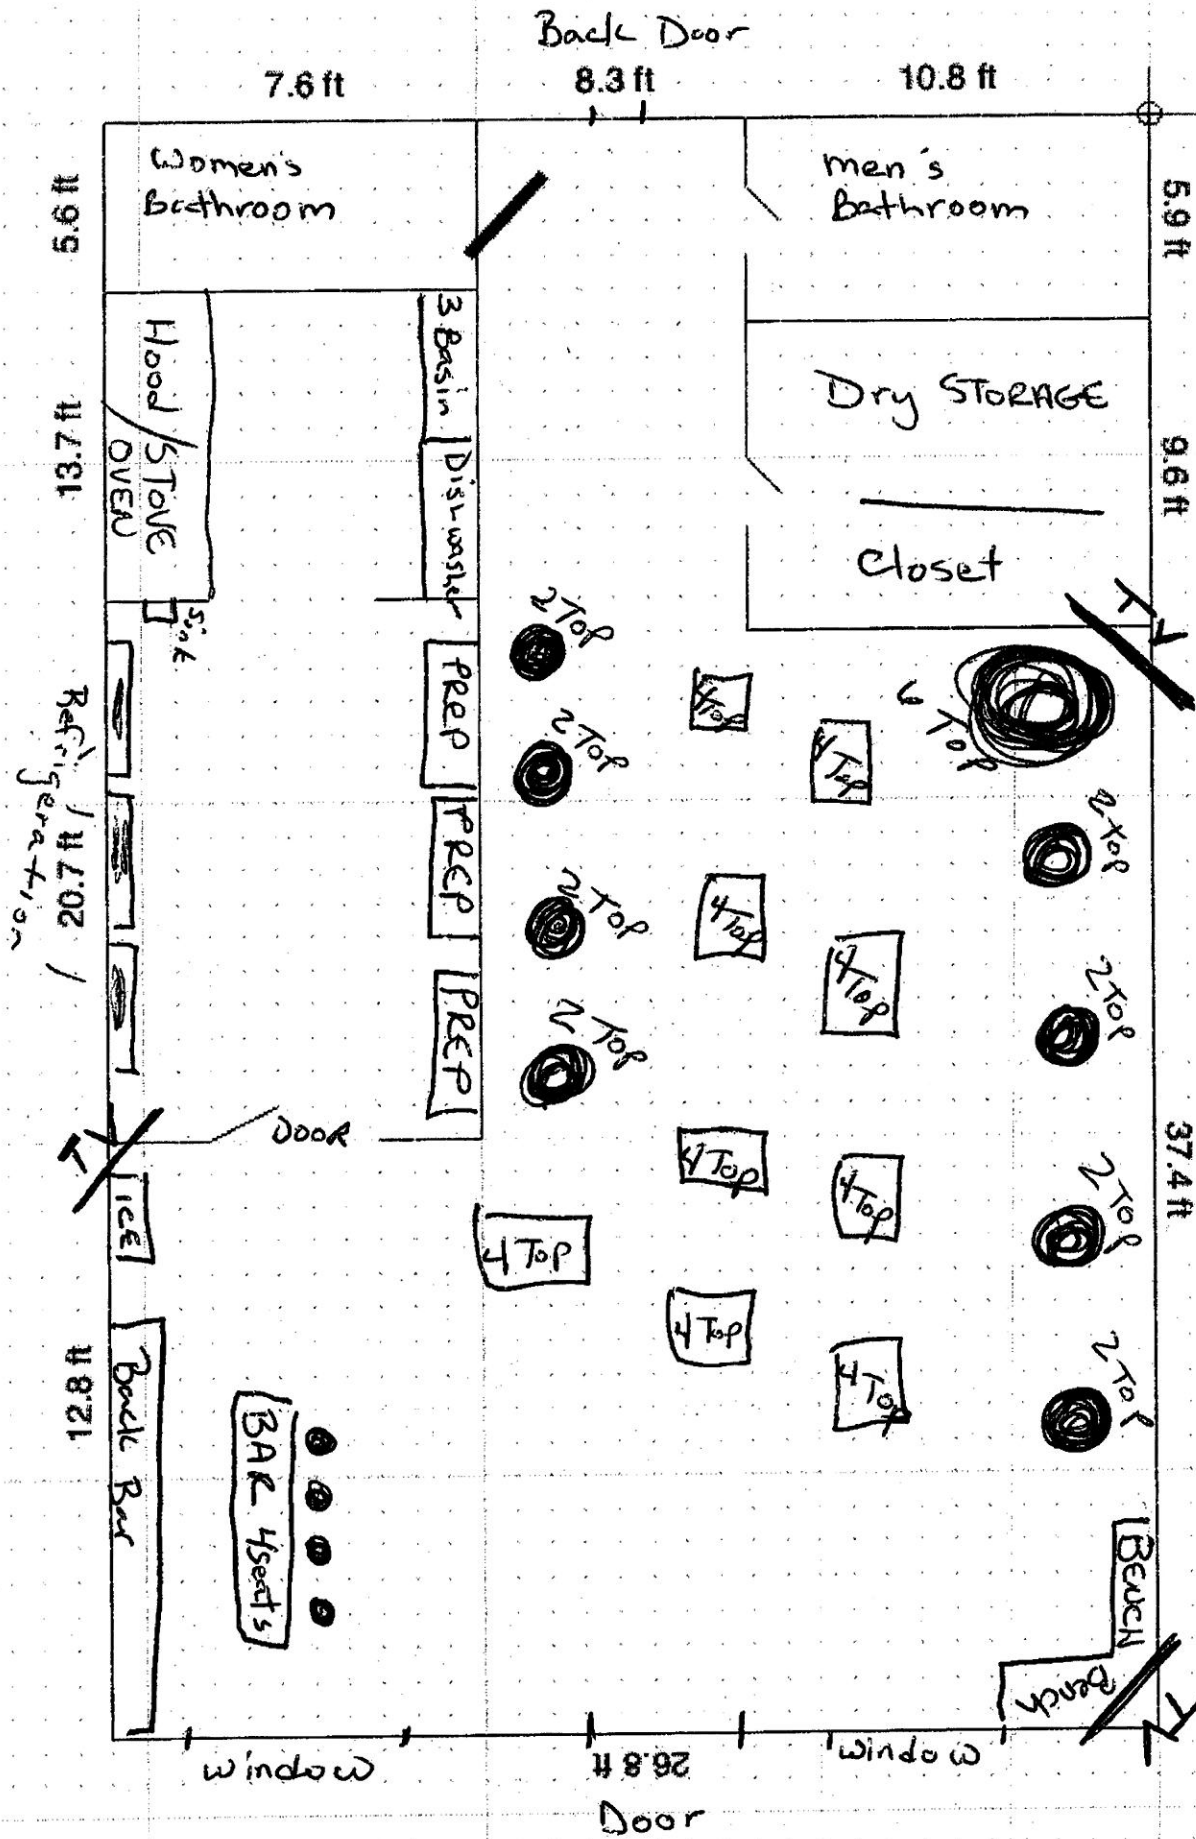 Back Door
7.6 ft
8.3 ft
10.8 ft
Women's
Bathroom
men's
Bathroom
5.6 ft
5.9 ft
3 Basin
Dishwasher
Hood / STOVE
OVEN
13.7 ft
Dry STORAGE
9.6 ft
Closet
Sink
TV
2 Top
PREP
4 Top
6 Top
2 Top
4 Top
Refrigeration
20.7 ft
PREP
2 Top
2 Top
4 Top
4 Top
PREP
2 Top
2 Top
DOOR
TV
ICE
4 Top
4 Top
2 Top
37.4 ft
4 Top
4 Top
4 Top
2 Top
12.8 ft
Back Bar
BAR 4 seats
BENCH
Bench
TV
window
26.8 ft
window
Door